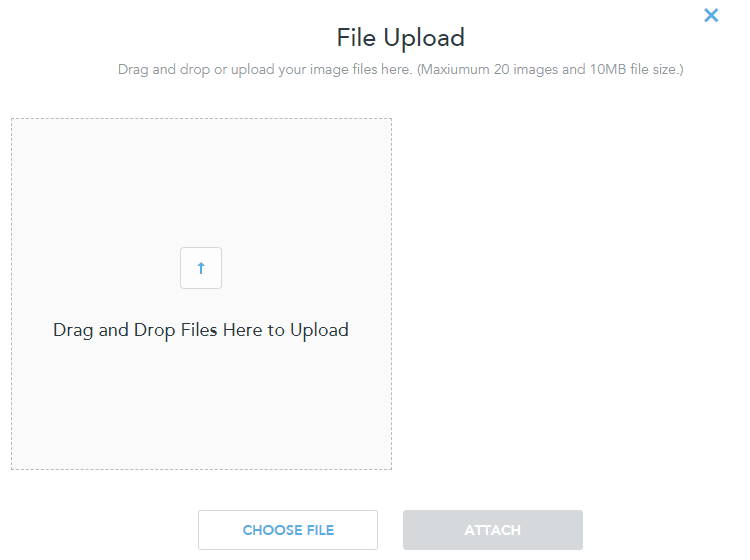 File Upload
Drag and drop or upload your image files here. (Maxiumum 20 images and 10MB file size.)
Drag and Drop Files Here to Upload
CHOOSE FILE
ATTACH